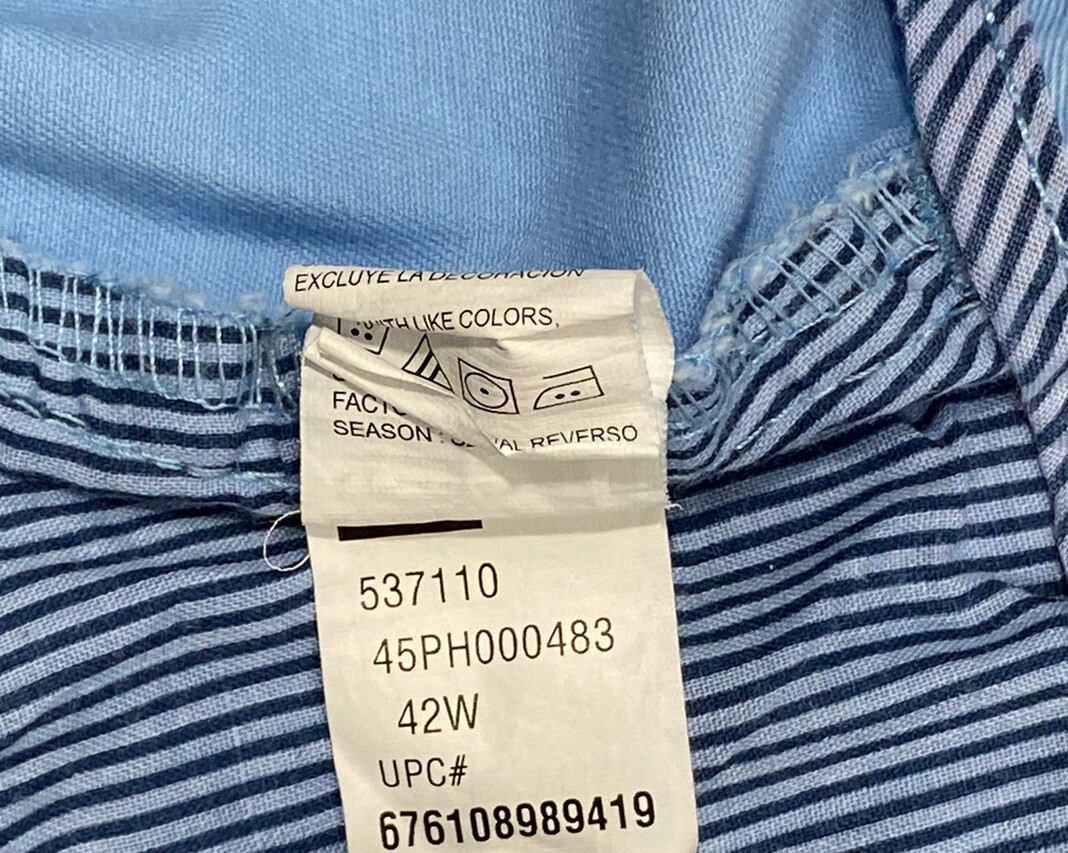 EXCLUYE LA DECORACION
WITH LIKE COLORS,
SEASON :
REVERSO
537110
45PH000483
42W
UPC#
676108989419